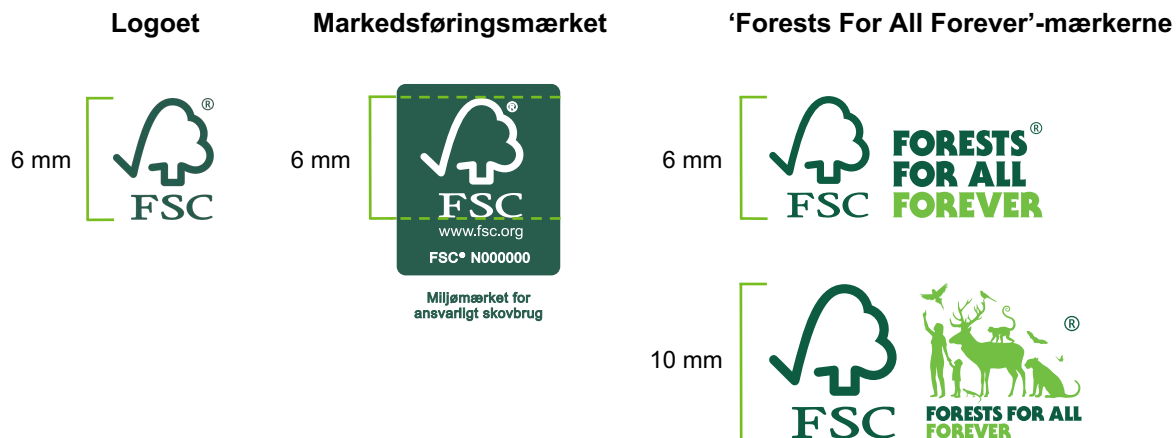 Logoet
Markedsføringsmærket
'Forests For All Forever'-mærkerne
6 mm
®
FSC
6 mm
®
FSC
www.fsc.org
FSC® N000000
Miljømærket for
ansvarligt skovbrug
6 mm
FSC
FORESTS®
FOR ALL
FOREVER
10 mm
FSC
®
FORESTS FOR ALL
FOREVER